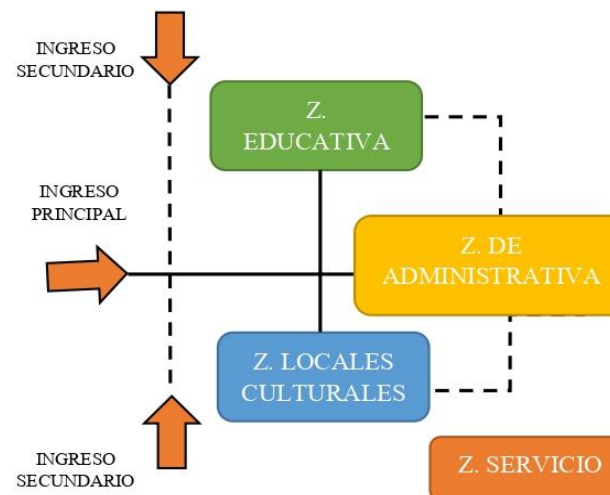 INGRESO
SECUNDARIO
Z.
EDUCATIVA
INGRESO
PRINCIPAL
Z. DE
ADMINISTRATIVA
Z. LOCALES
CULTURALES
INGRESO
SECUNDARIO
Z. SERVICIO